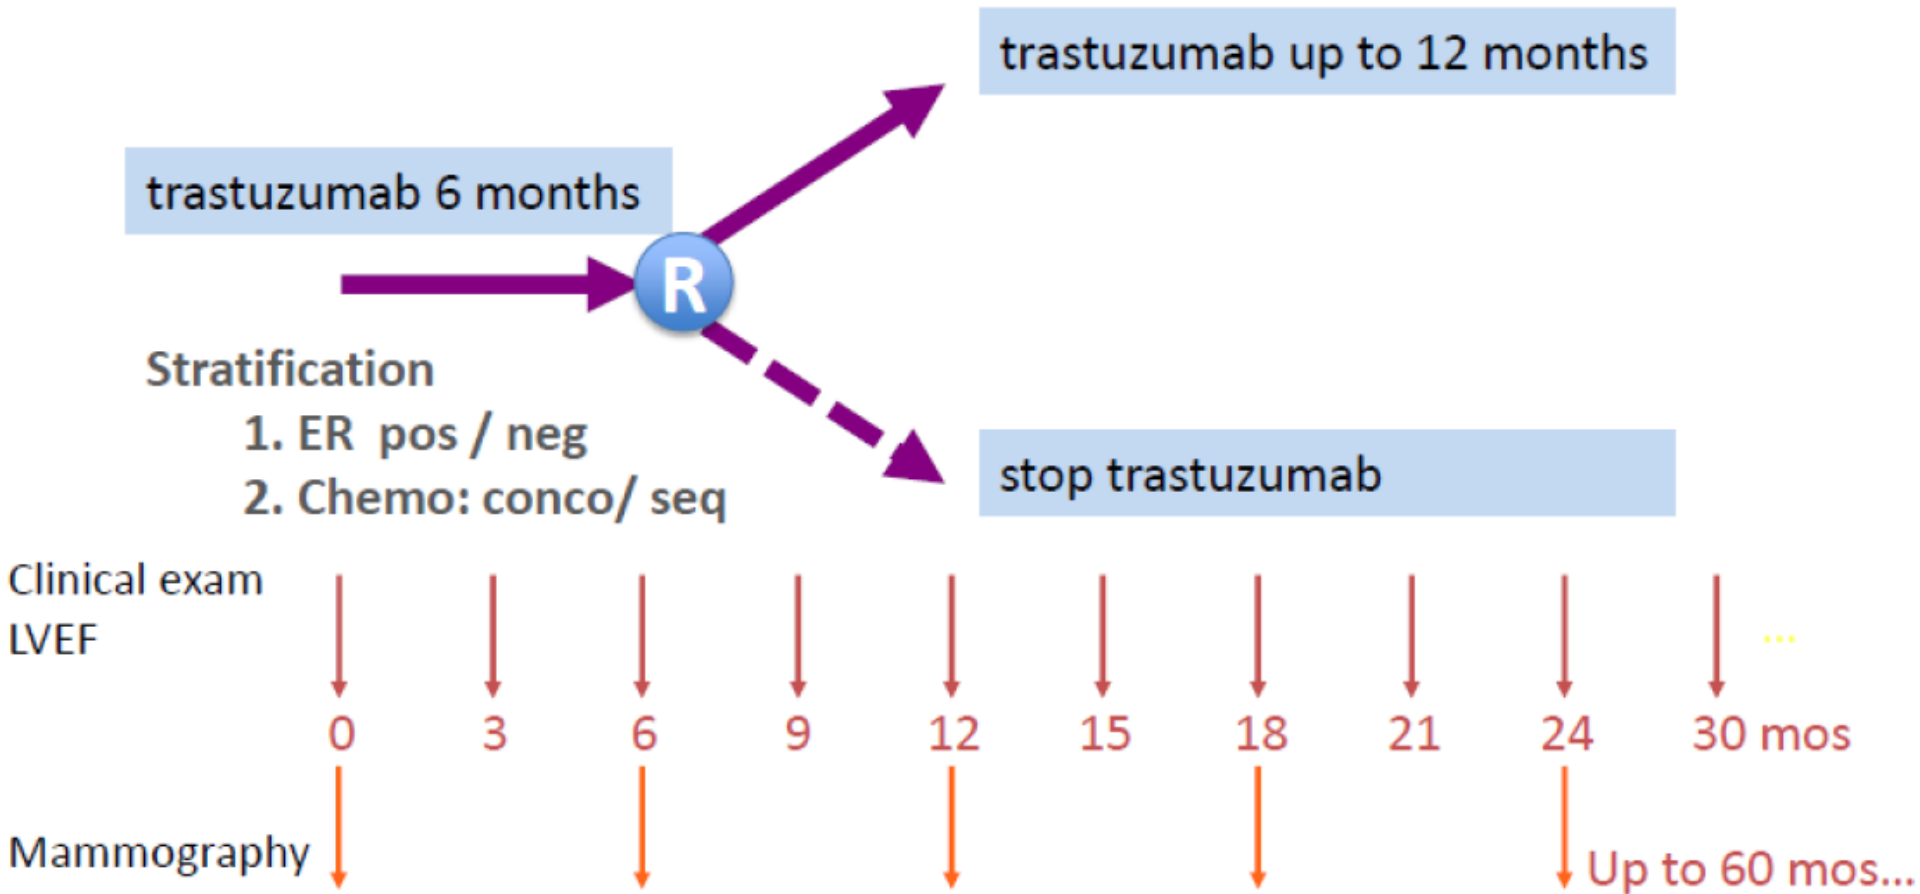 trastuzumab up to 12 months
trastuzumab 6 months
R
Stratification
1. ER  pos / neg
2. Chemo: conco/ seq
stop trastuzumab
Clinical exam
LVEF
...
0 3 6 9 12 15 18 21 24 30 mos
Mammography
Up to 60 mos...